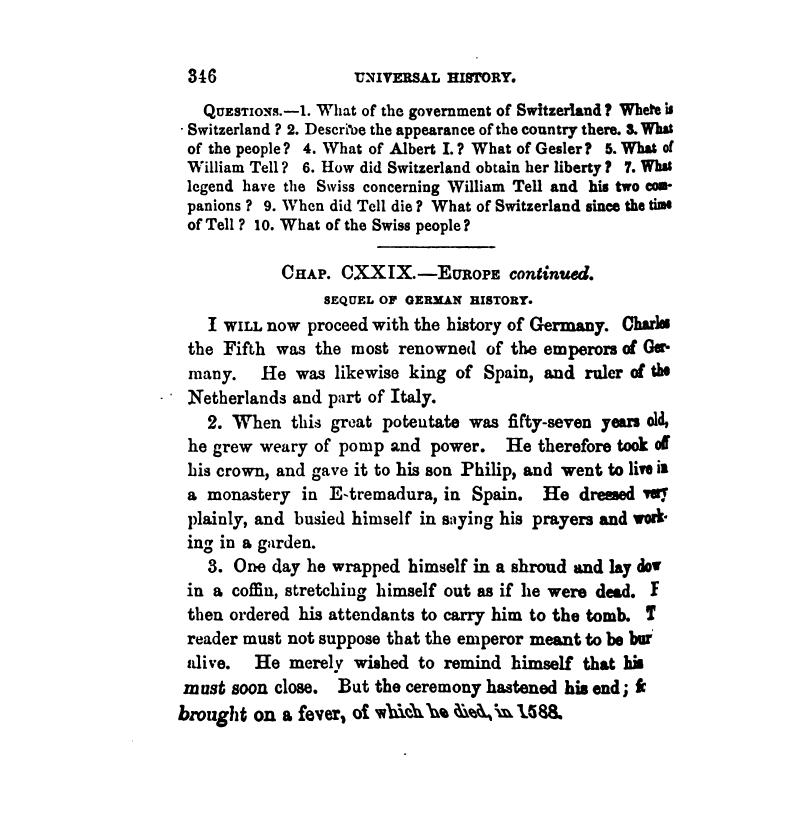 346 UNIVERSAL HISTORY.
QUESTIONS.—1. What of the government of Switzerland? Where is
Switzerland? 2. Describe the appearance of the country there. 3. What
of the people? 4. What of Albert I.? What of Gesler? 5. What of
William Tell? 6. How did Switzerland obtain her liberty? 7. What
legend have the Swiss concerning William Tell and his two com-
panions? 9. When did Tell die? What of Switzerland since the time
of Tell? 10. What of the Swiss people?
CHAP. CXXIX.—EUROPE continued.
SEQUEL OF GERMAN HISTORY.
I WILL now proceed with the history of Germany. Charles
the Fifth was the most renowned of the emperors of Ger-
many. He was likewise king of Spain, and ruler of the
Netherlands and part of Italy.
2. When this great potentate was fifty-seven years old,
he grew weary of pomp and power. He therefore took off
his crown, and gave it to his son Philip, and went to live in
a monastery in E-tremadura, in Spain. He dressed very
plainly, and busied himself in saying his prayers and work-
ing in a garden.
3. One day he wrapped himself in a shroud and lay dow
in a coffin, stretching himself out as if he were dead.
then ordered his attendants to carry him to the tomb. T
reader must not suppose that the emperor meant to be bur
alive. He merely wished to remind himself that his
must soon close. But the ceremony hastened his end;
brought on a fever, of which he died, in 1588.